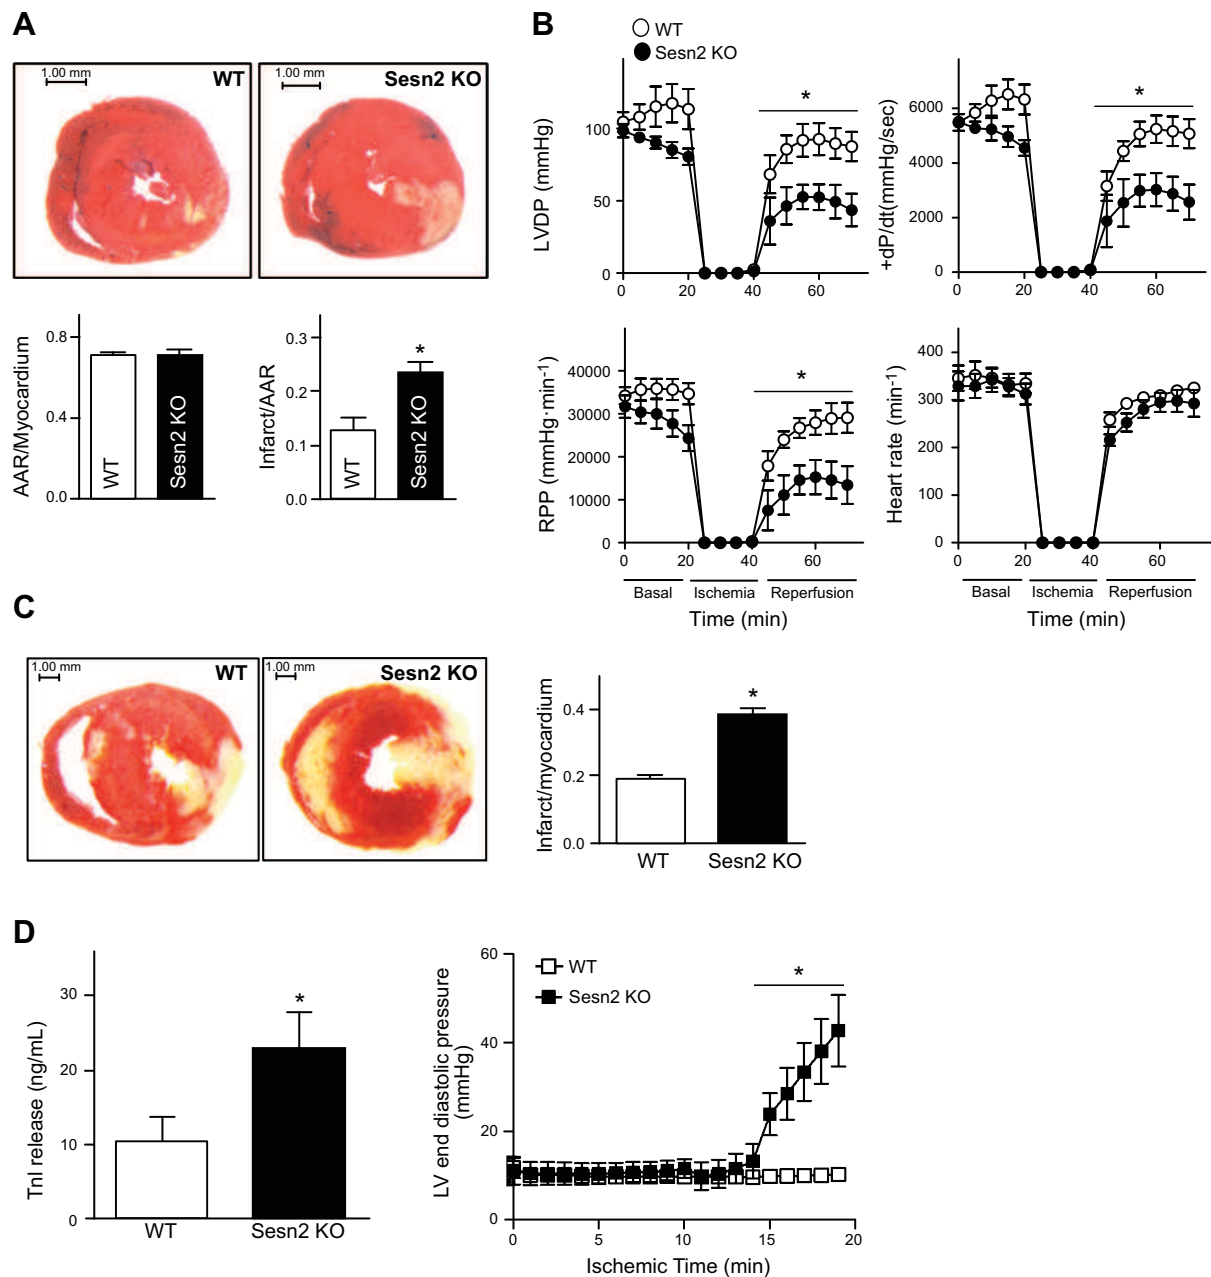 A
1.00 mm
WT
1.00 mm
Sesn2 KO
AAR/Myocardium
0.8
0.4
0.0
WT
Sesn2 KO
Infarct/AAR
0.3
0.2
0.1
0.0
WT
*
Sesn2 KO
B
WT
Sesn2 KO
LVDP (mmHg)
100
50
0
*
0
20
60
+dP/dt(mmHg/sec)
6000
4000
2000
0
*
0
20
40
60
RPP (mmHg·min-1)
40000
30000
20000
10000
0
*
0
20
40
60
Basal
Ischemia
Reperfusion
Time (min)
Heart rate (min-1)
400
300
200
100
0
0
20
40
60
Basal
Ischemia
Reperfusion
Time (min)
C
1.00 mm
WT
1.00 mm
Sesn2 KO
Infarct/myocardium
0.4
0.2
0.0
*
WT
Sesn2 KO
D
TnI release (ng/mL)
30
20
10
0
*
WT
Sesn2 KO
LV end diastolic pressure
(mmHg)
60
40
20
0
WT
Sesn2 KO
*
0
5
10
15
20
Ischemic Time (min)